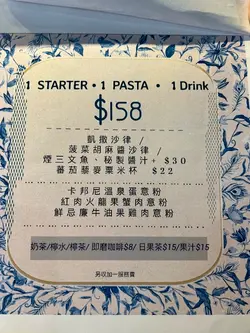 1 STARTER • 1 PASTA • 1 Drink
$158
凱撒沙律 /
菠菜胡麻醬沙律 /
煙三文魚 · 秘製醬汁 + $30
蕃茄藜麥粟米杯 $22
卡邦尼溫泉蛋意粉
紅肉火龍果蟹肉意粉
鮮忌廉牛油果雞肉意粉
奶茶/檸水/檸茶/ 即磨咖啡$8/ 日果茶$15/果汁$15
另收加一服務費